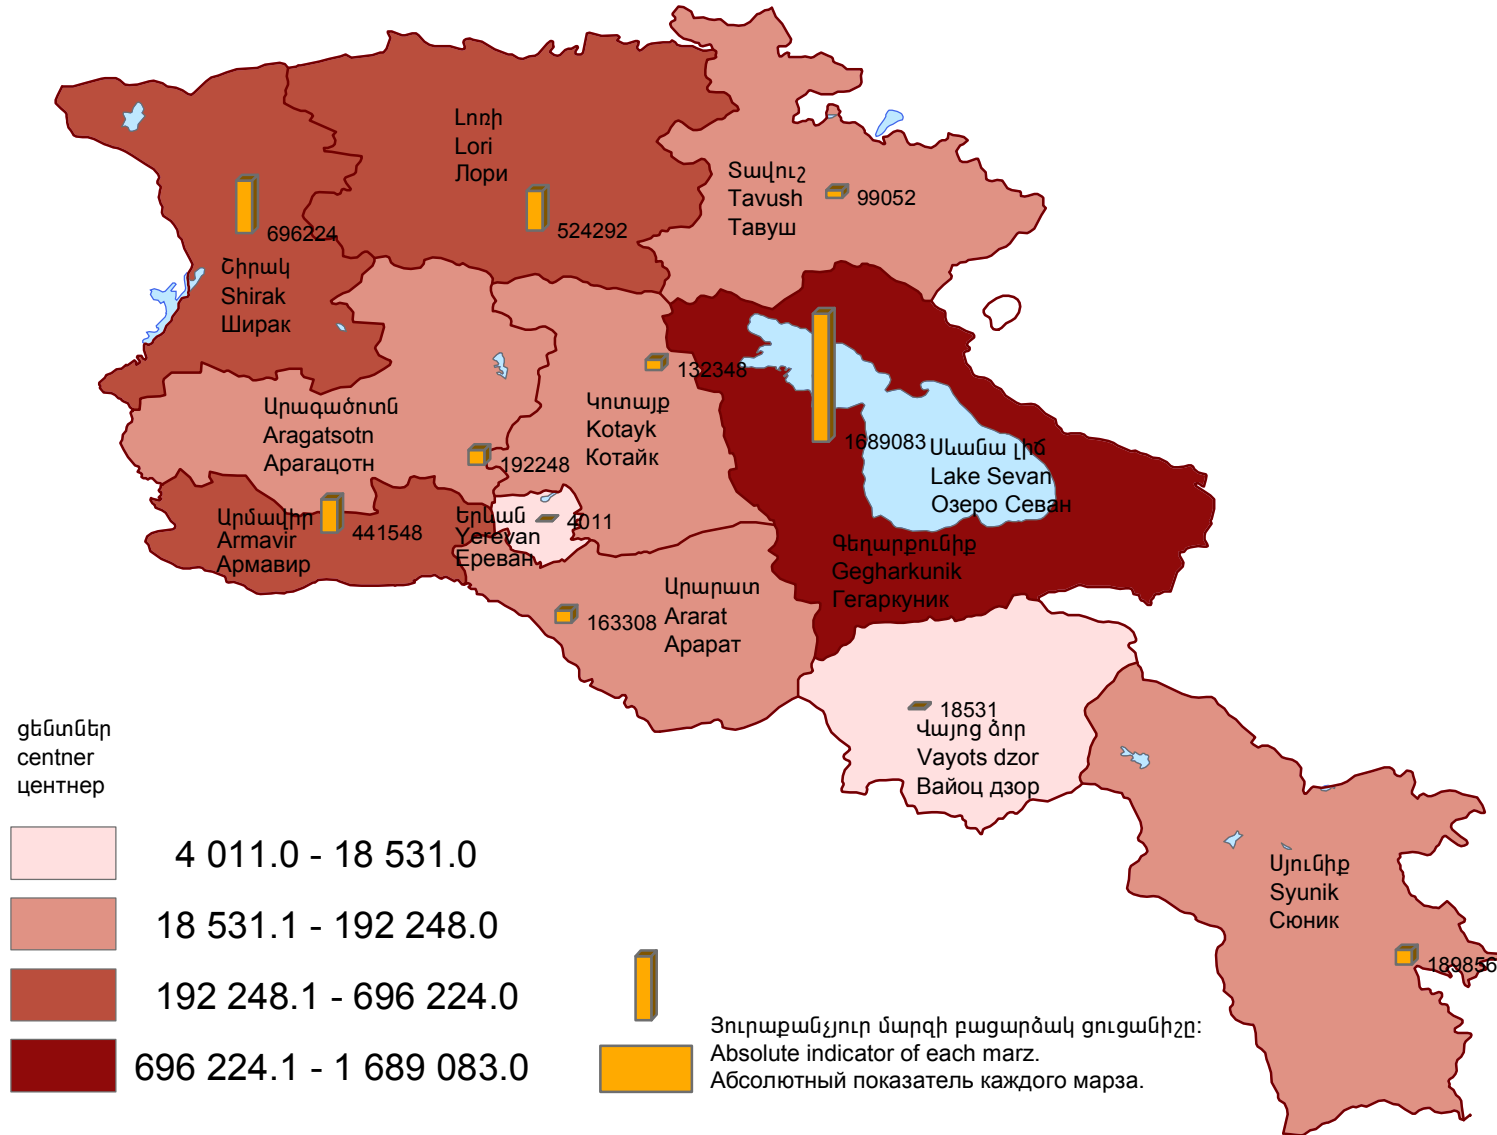 Լոռի
Lori
Лори
524292
Տավուշ
Tavush
Тавуш
99052
696224
Շիրակ
Shirak
Ширак
132348
Արագածոտն
Aragatsotn
Арагацотн
192248
Կոտայք
Kotayk
Котайк
1689083
Սևանա լիճ
Lake Sevan
Озеро Севан
Արմավիր
Armavir
Армавир
441548
Երևան
Yerevan
Ереван
4011
Գեղարքունիք
Gegharkunik
Гегаркуник
Արարատ
Ararat
Арарат
163308
18531
Վայոց ձոր
Vayots dzor
Вайоц дзор
Սյունիք
Syunik
Сюник
189856
ցենտներ
centner
центнер
4 011.0 - 18 531.0
18 531.1 - 192 248.0
192 248.1 - 696 224.0
696 224.1 - 1 689 083.0
Յուրաքանչյուր մարզի բացարձակ ցուցանիշը:
Absolute indicator of each marz.
Абсолютный показатель каждого марза.